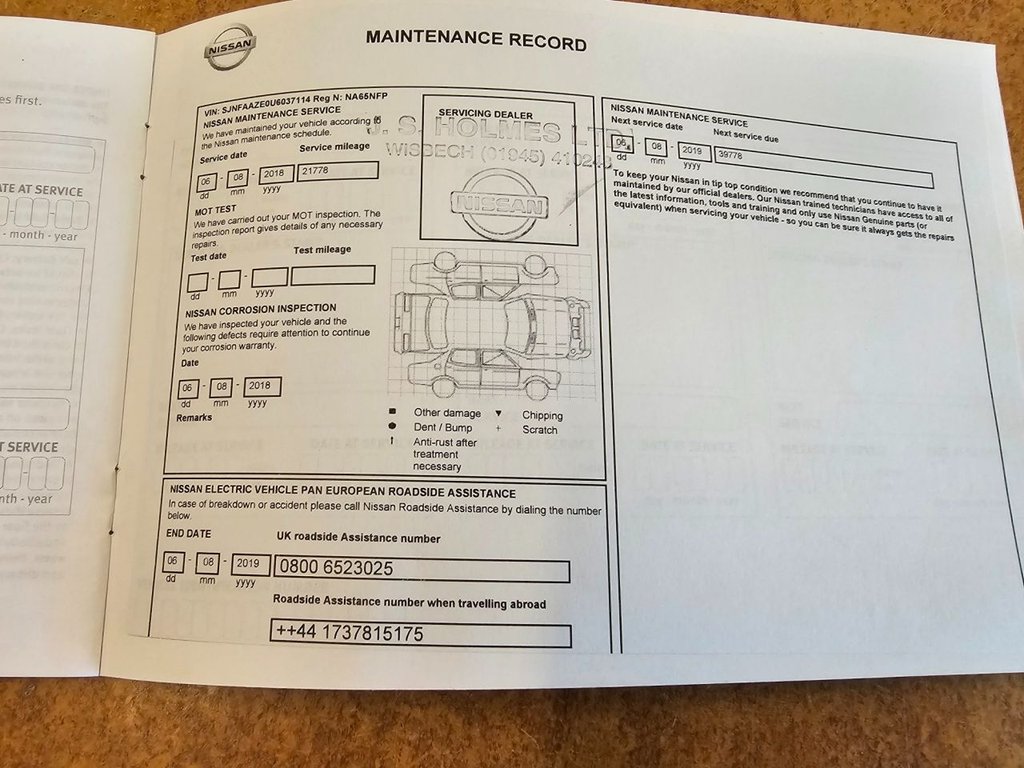 es first.
ATE AT SERVICE
- month - year
T SERVICE
nth - year
NISSAN
MAINTENANCE RECORD
VIN: SJNFAAZE0U6037114 Reg N: NA65NFP
NISSAN MAINTENANCE SERVICE
We have maintained your vehicle according to
the Nissan maintenance schedule.
Service date Service mileage
06 - 08 - 2018 21778
dd mm yyyy
MOT TEST
We have carried out your MOT inspection. The
inspection report gives details of any necessary
repairs.
Test date Test mileage
- -
dd mm yyyy
NISSAN CORROSION INSPECTION
We have inspected your vehicle and the
following defects require attention to continue
your corrosion warranty.
Date
06 - 08 - 2018
dd mm yyyy
Remarks
SERVICING DEALER
J. S. HOLMES LTD
WISBECH (01945) 410240
NISSAN
Other damage
Chipping
Dent / Bump
+ Scratch
Anti-rust after
treatment
necessary
NISSAN ELECTRIC VEHICLE PAN EUROPEAN ROADSIDE ASSISTANCE
In case of breakdown or accident please call Nissan Roadside Assistance by dialing the number
below.
END DATE UK roadside Assistance number
06 - 08 - 2019 0800 6523025
dd mm yyyy
Roadside Assistance number when travelling abroad
++44 1737815175
NISSAN MAINTENANCE SERVICE
Next service date Next service due
06 - 08 - 2019 39778
dd mm yyyy
To keep your Nissan in tip top condition we recommend that you continue to have it
maintained by our official dealers. Our Nissan trained technicians have access to all of
the latest information, tools and training and only use Nissan Genuine parts (or
equivalent) when servicing your vehicle - so you can be sure it always gets the repairs